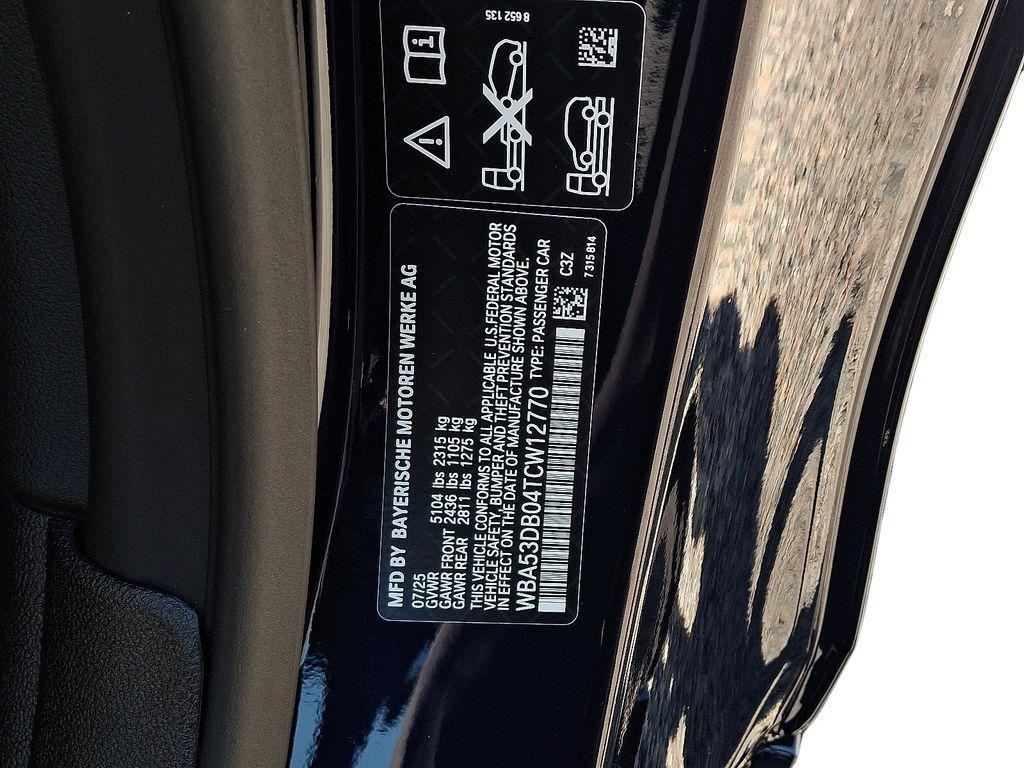 MFD BY BAYERISCHE MOTOREN WERKE AG
07/25
GVWR 5104 lbs 2315 kg
GAWR FRONT 2436 lbs 1105 kg
GAWR REAR 2811 lbs 1275 kg
THIS VEHICLE CONFORMS TO ALL APPLICABLE U.S.FEDERAL MOTOR
VEHICLE SAFETY, BUMPER AND THEFT PREVENTION STANDARDS
IN EFFECT ON THE DATE OF MANUFACTURE SHOWN ABOVE.
WBA53DB04TCW12770 TYPE: PASSENGER CAR
C3Z
7 315 814
8 652 135